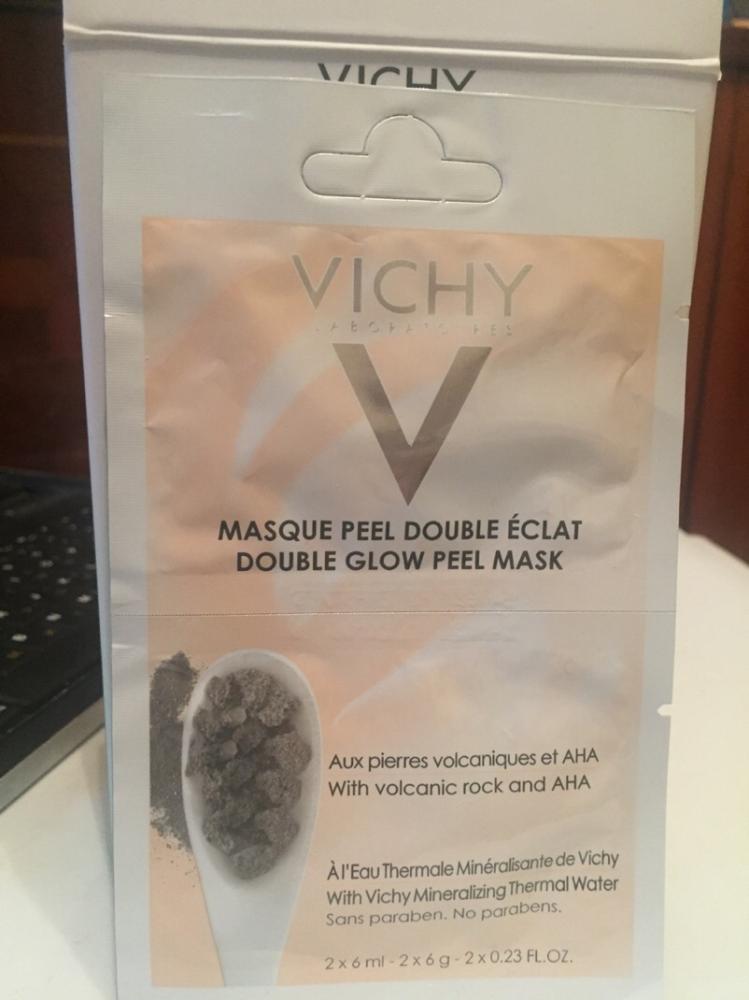 VICHY
VICHY
LABORATOIRES
V
MASQUE PEEL DOUBLE ÉCLAT
DOUBLE GLOW PEEL MASK
Aux pierres volcaniques et AHA
With volcanic rock and AHA
À l'Eau Thermale Minéralisante de Vichy
With Vichy Mineralizing Thermal Water
Sans paraben. No parabens.
2 x 6 ml - 2 x 6 g - 2 x 0.23 FL.OZ.